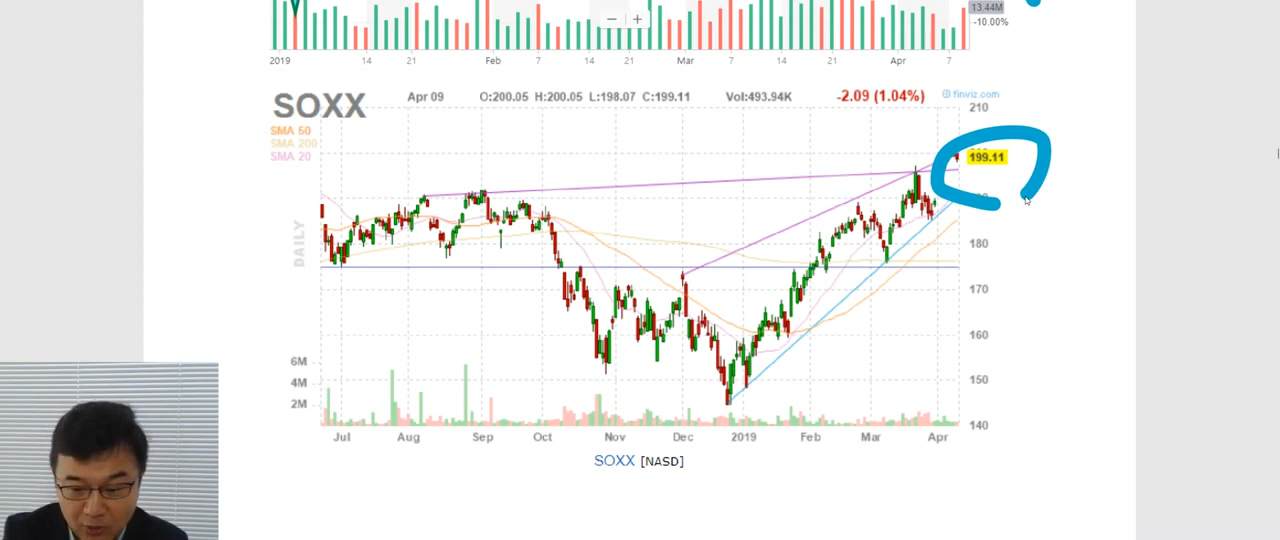 13.44M
-10.00%
2019 14 21 Feb 7 14 21 Mar 7 14 21 Apr 7
SOXX Apr 09 O:200.05 H:200.05 L:198.07 C:199.11 Vol:493.94K -2.09 (1.04%) finviz.com
210
SMA 50
SMA 200
SMA 20
199.11
180
170
160
150
140
DAILY
6M
4M
2M
Jul Aug Sep Oct Nov Dec 2019 Feb Mar Apr
SOXX [NASD]